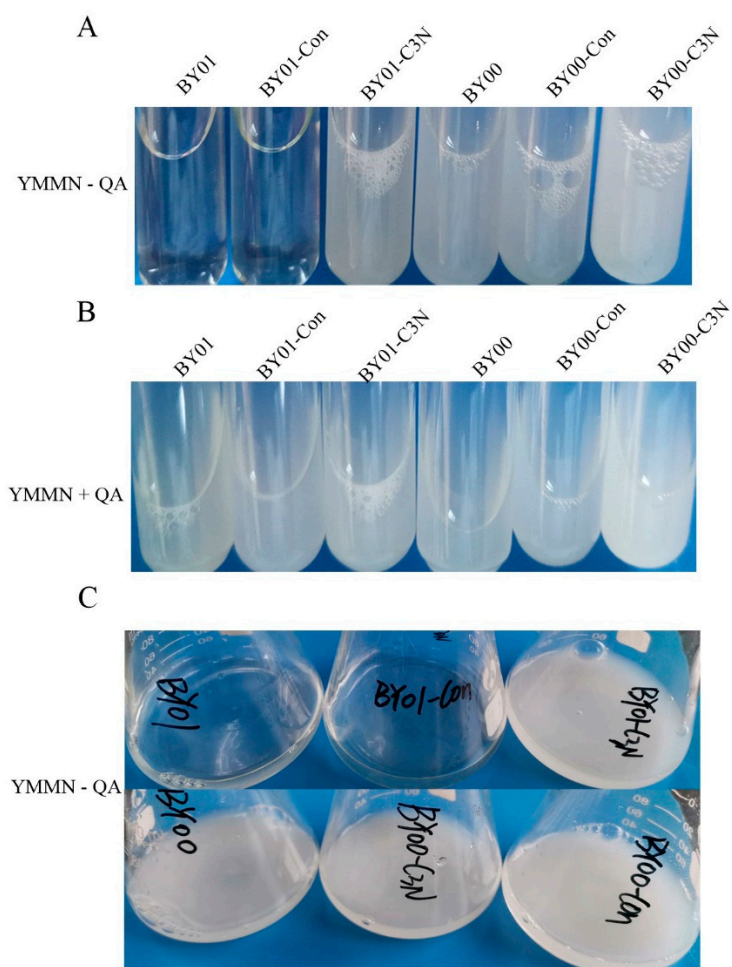 A
BY01
BY01-Con
BY01-C3N
BY00
BY00-Con
BY00-C3N
YMMN - QA
B
BY01
BY01-Con
BY01-C3N
BY00
BY00-Con
BY00-C3N
YMMN + QA
C
BY01
BY01-Con
BY01-C3N
YMMN - QA
BY00
BY00-C3N
BY00-Con